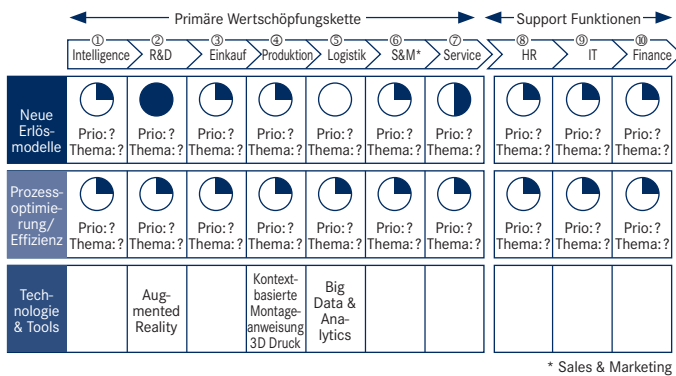 Primäre Wertschöpfungskette
Support Funktionen
① ② ③ ④ ⑤ ⑥ ⑦ ⑧ ⑨ ⑩
Intelligence R&D Einkauf Produktion Logistik S&M* Service HR IT Finance
Neue
Erlös-
modelle
Prio: ? Prio: ? Prio: ? Prio: ? Prio: ? Prio: ? Prio: ? Prio: ? Prio: ? Prio: ?
Thema: ? Thema: ? Thema: ? Thema: ? Thema: ? Thema: ? Thema: ? Thema: ? Thema: ? Thema: ?
Prozess-
optimie-
rung/
Effizienz
Prio: ? Prio: ? Prio: ? Prio: ? Prio: ? Prio: ? Prio: ? Prio: ? Prio: ? Prio: ?
Thema: ? Thema: ? Thema: ? Thema: ? Thema: ? Thema: ? Thema: ? Thema: ? Thema: ? Thema: ?
Tech-
nologie
& Tools
Aug-
mented
Reality
Kontext-
basierte
Montage-
anweisung
3D Druck
Big
Data &
Ana-
lytics
* Sales & Marketing